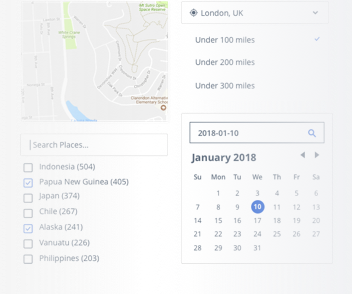 Search Places...
Indonesia (504)
Papua New Guinea (405)
Japan (374)
Chile (267)
Alaska (241)
Vanuatu (226)
Philippines (203)
London, UK
Under 100 miles
Under 200 miles
Under 300 miles
2018-01-10
January 2018
Su Mo Tu We Th Fr Sa
1 2 3 4 5 6
7 8 9 10 11 12 13
14 15 16 17 18 19 20
21 22 23 24 25 26 27
28 29 30 31